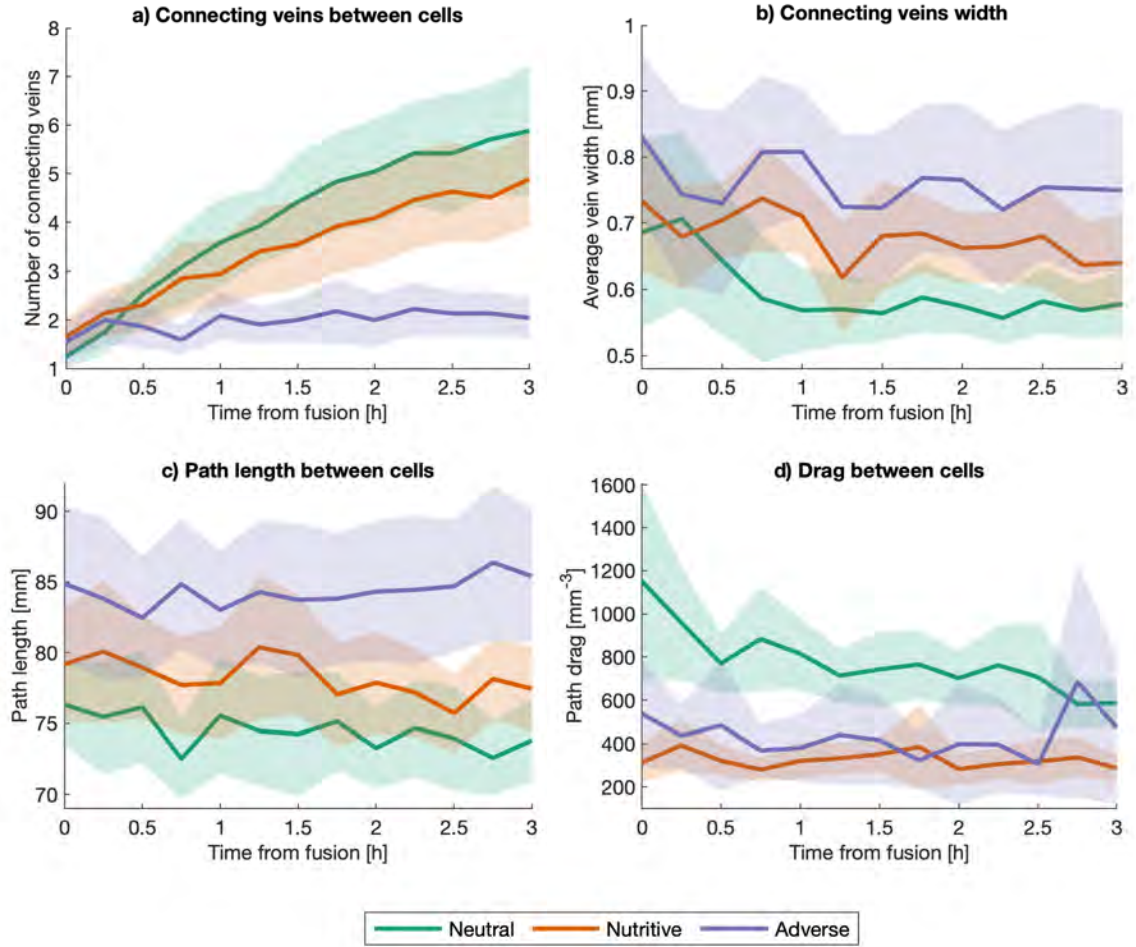 a) Connecting veins between cells
8
7
6
5
4
3
2
1
Number of connecting veins
0 0.5 1 1.5 2 2.5 3
Time from fusion [h]
b) Connecting veins width
1
0.9
0.8
0.7
0.6
0.5
Average vein width [mm]
0 0.5 1 1.5 2 2.5 3
Time from fusion [h]
c) Path length between cells
90
85
80
75
70
Path length [mm]
0 0.5 1 1.5 2 2.5 3
Time from fusion [h]
d) Drag between cells
1600
1400
1200
1000
800
600
400
200
Path drag [mm⁻³]
0 0.5 1 1.5 2 2.5 3
Time from fusion [h]
Neutral Nutritive Adverse